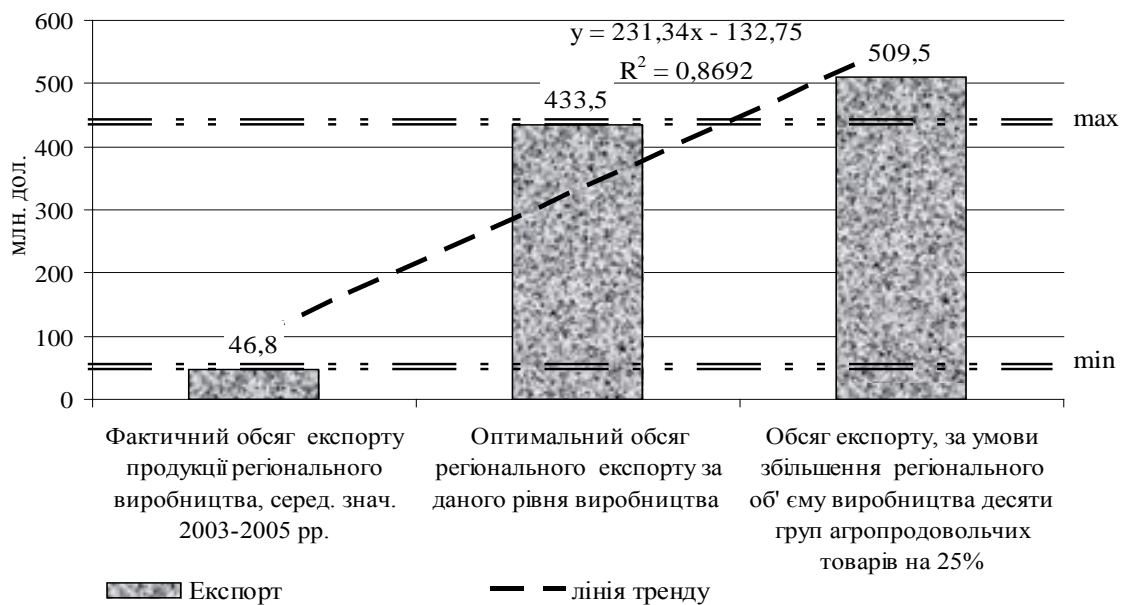 600
500
400
300
200
100
0
млн. дол.
y = 231,34x - 132,75
R² = 0,8692
46,8
433,5
509,5
max
min
Фактичний обсяг експорту
продукції регіонального
виробництва, серед. знач.
2003-2005 рр.
Оптимальний обсяг
регіонального експорту за
даного рівня виробництва
Обсяг експорту, за умови
збільшення регіонального
об' єму виробництва десяти
груп агропродовольчих
товарів на 25%
Експорт
лінія тренду